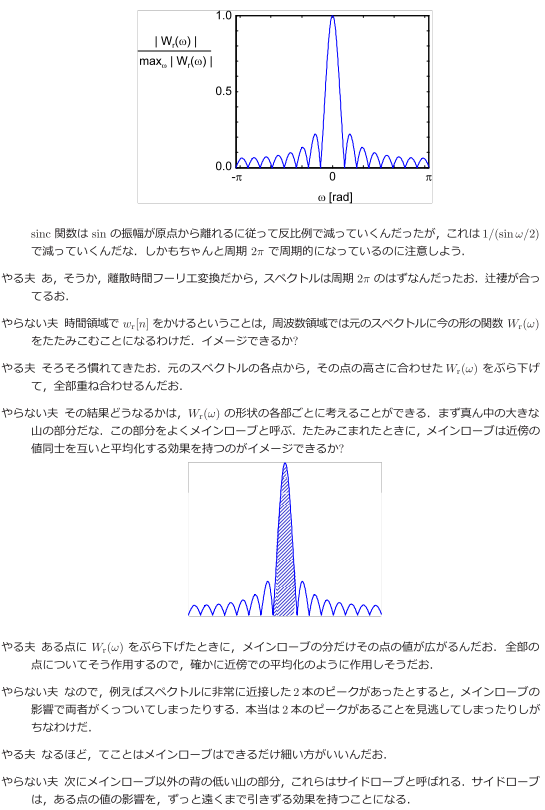 1.0
| Wr(ω) |
maxω | Wr(ω) |
0.5
0.0
-π
0
π
ω [rad]
sinc 関数は sin の振幅が原点から離れるに従って反比例で減っていくんだったが，これは 1/(sin ω/2)
で減っていくんだな．しかもちゃんと周期 2π で周期的になっているのに注意しよう．
やる夫 あ，そうか，離散時間フーリエ変換だから，スペクトルは周期 2π のはずなんだったお．辻褄が合っ
てるお．
やらない夫 時間領域で wr[n] をかけるということは，周波数領域では元のスペクトルに今の形の関数 Wr(ω)
をたたみこむことになるわけだ．イメージできるか?
やる夫 そろそろ慣れてきたお．元のスペクトルの各点から，その点の高さに合わせた Wr(ω) をぶら下げ
て，全部重ね合わせるんだお．
やらない夫 その結果どうなるかは，Wr(ω) の形状の各部ごとに考えることができる．まず真ん中の大きな
山の部分だな．この部分をよくメインローブと呼ぶ．たたみこまれたときに，メインローブは近傍の
値同士を互いと平均化する効果を持つのがイメージできるか?
やる夫 ある点に Wr(ω) をぶら下げたときに，メインローブの分だけその点の値が広がるんだお．全部の
点についてそう作用するので，確かに近傍での平均化のように作用しそうだお．
やらない夫 なので，例えばスペクトルに非常に近接した 2 本のピークがあったとすると，メインローブの
影響で両者がくっついてしまったりする．本当は 2 本のピークがあることを見逃してしまったりしが
ちなわけだ．
やる夫 なるほど，てことはメインローブはできるだけ細い方がいいんだお．
やらない夫 次にメインローブ以外の背の低い山の部分，これらはサイドローブと呼ばれる．サイドローブ
は，ある点の値の影響を，ずっと遠くまで引きずる効果を持つことになる．